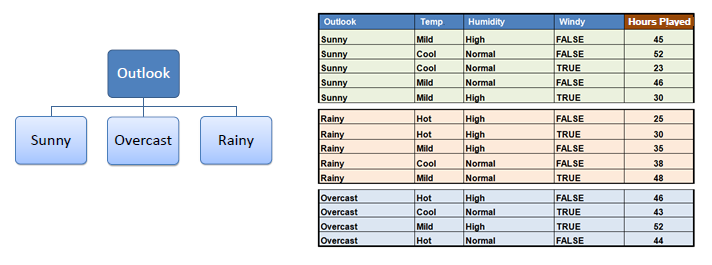 Outlook
Sunny Overcast Rainy
Outlook Temp Humidity Windy Hours Played
Sunny Mild High FALSE 45
Sunny Cool Normal FALSE 52
Sunny Cool Normal TRUE 23
Sunny Mild Normal FALSE 46
Sunny Mild High TRUE 30
Rainy Hot High FALSE 25
Rainy Hot High TRUE 30
Rainy Mild High FALSE 35
Rainy Cool Normal FALSE 38
Rainy Mild Normal TRUE 48
Overcast Hot High FALSE 46
Overcast Cool Normal TRUE 43
Overcast Mild High TRUE 52
Overcast Hot Normal FALSE 44